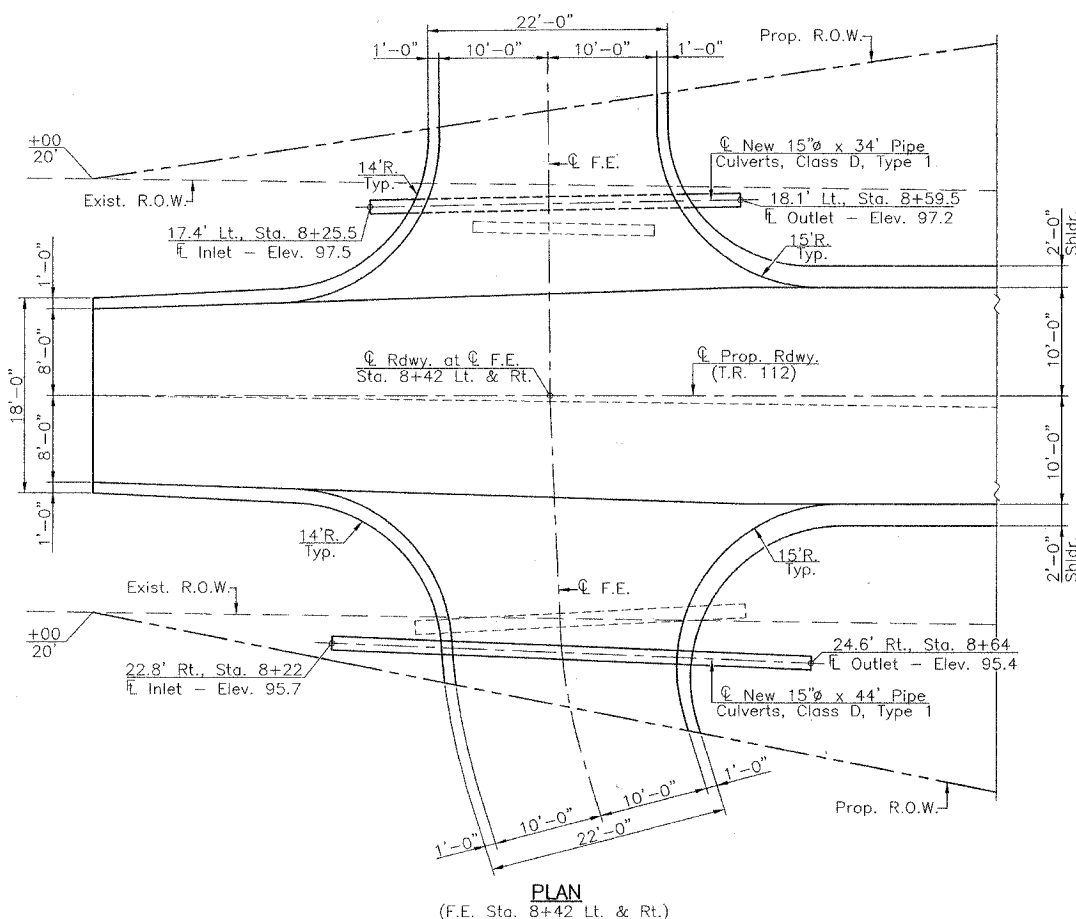 22'-0"
1'-0" 10'-0" 10'-0" 1'-0"
Prop. R.O.W.
+00
20'
℄ F.E.
℄ New 15"ø x 34' Pipe
Culverts, Class D, Type 1
14'R.
Typ.
Exist. R.O.W.
18.1' Lt., Sta. 8+59.5
℄ Outlet - Elev. 97.2
17.4' Lt., Sta. 8+25.5
℄ Inlet - Elev. 97.5
15'R.
Typ.
2'-0"
Shldr.
1'-0"
8'-0"
18'-0"
8'-0"
1'-0"
℄ Rdwy. at ℄ F.E.
Sta. 8+42 Lt. & Rt.
℄ Prop. Rdwy.
(T.R. 112)
10'-0"
10'-0"
2'-0"
Shldr.
14'R.
Typ.
15'R.
Typ.
Exist. R.O.W.
℄ F.E.
+00
20'
22.8' Rt., Sta. 8+22
℄ Inlet - Elev. 95.7
24.6' Rt., Sta. 8+64
℄ Outlet - Elev. 95.4
℄ New 15"ø x 44' Pipe
Culverts, Class D, Type 1
1'-0" 10'-0" 10'-0" 1'-0"
22'-0"
Prop. R.O.W.
PLAN
(F.E. Sta. 8+42 Lt. & Rt.)